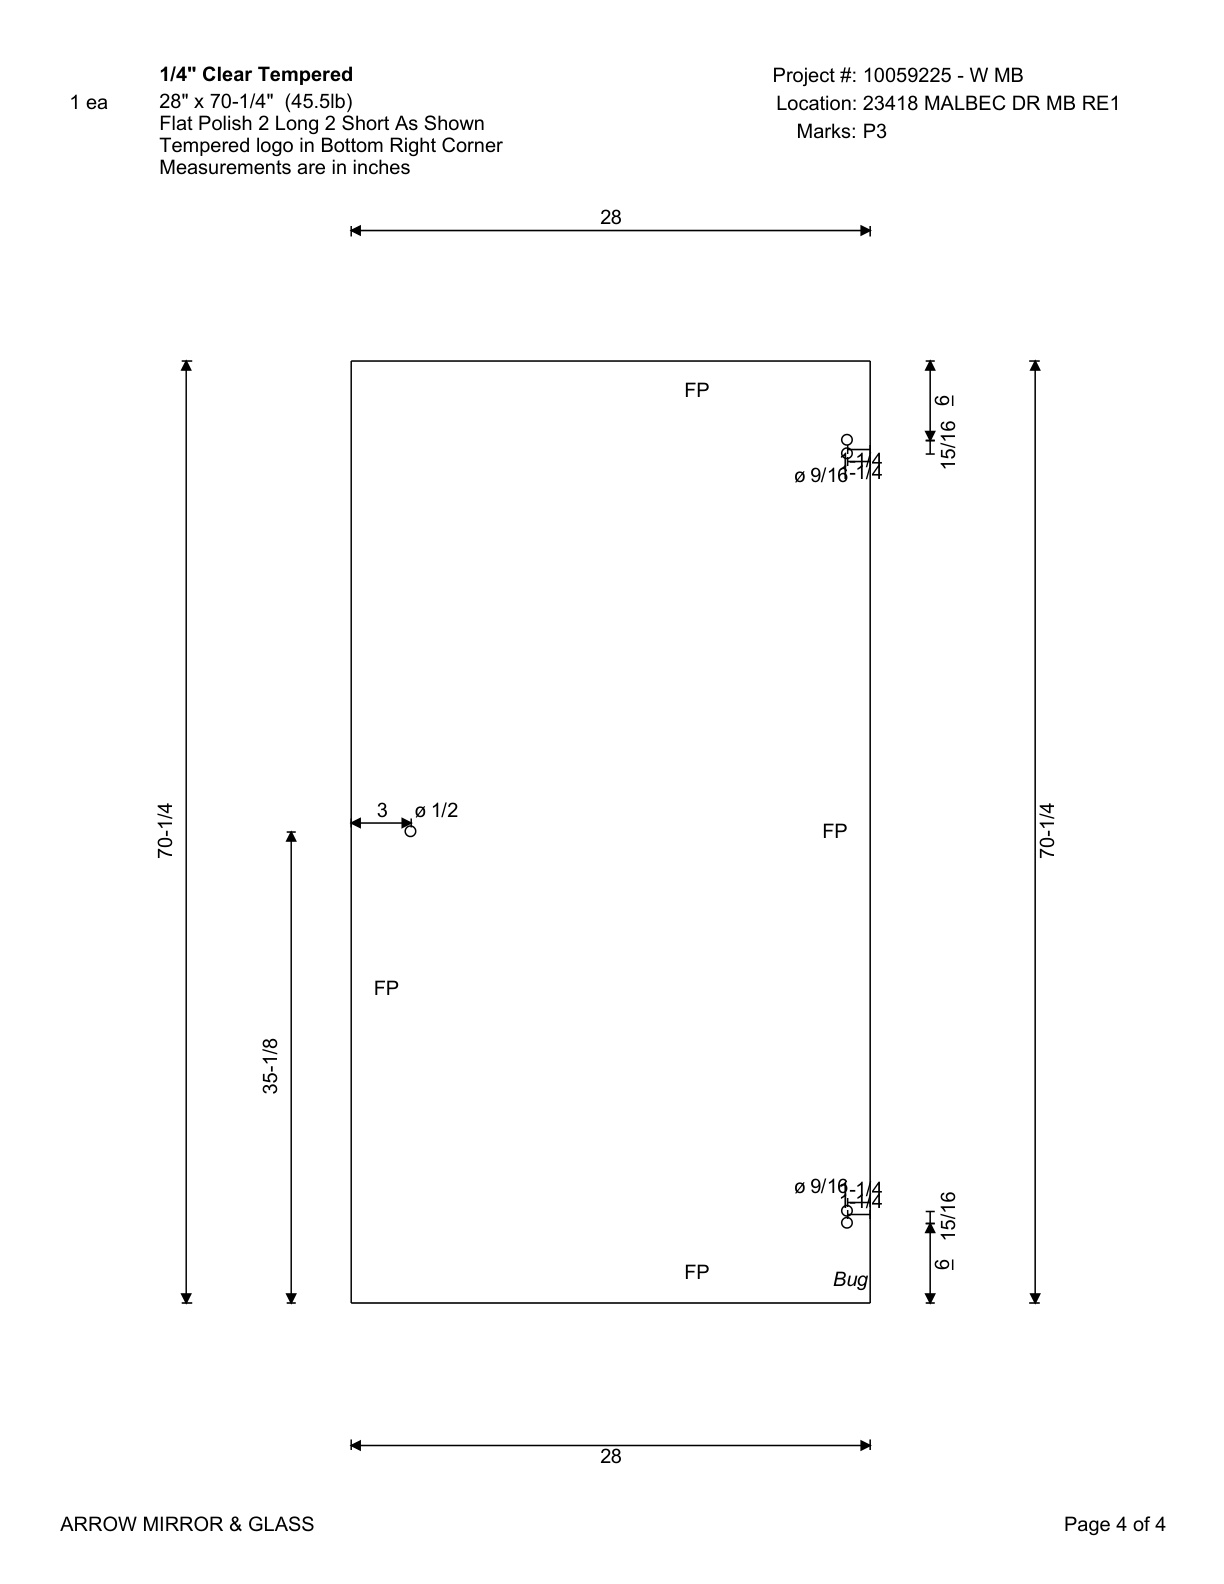 1/4" Clear Tempered
1 ea
28" x 70-1/4" (45.5lb)
Flat Polish 2 Long 2 Short As Shown
Tempered logo in Bottom Right Corner
Measurements are in inches
Project #: 10059225 - W MB
Location: 23418 MALBEC DR MB RE1
Marks: P3
28
FP
6
15/16
1-1/4
1-1/4
ø 9/16
3
ø 1/2
70-1/4
FP
70-1/4
FP
35-1/8
ø 9/16
1-1/4
1-1/4
15/16
6
FP
Bug
28
ARROW MIRROR & GLASS
Page 4 of 4